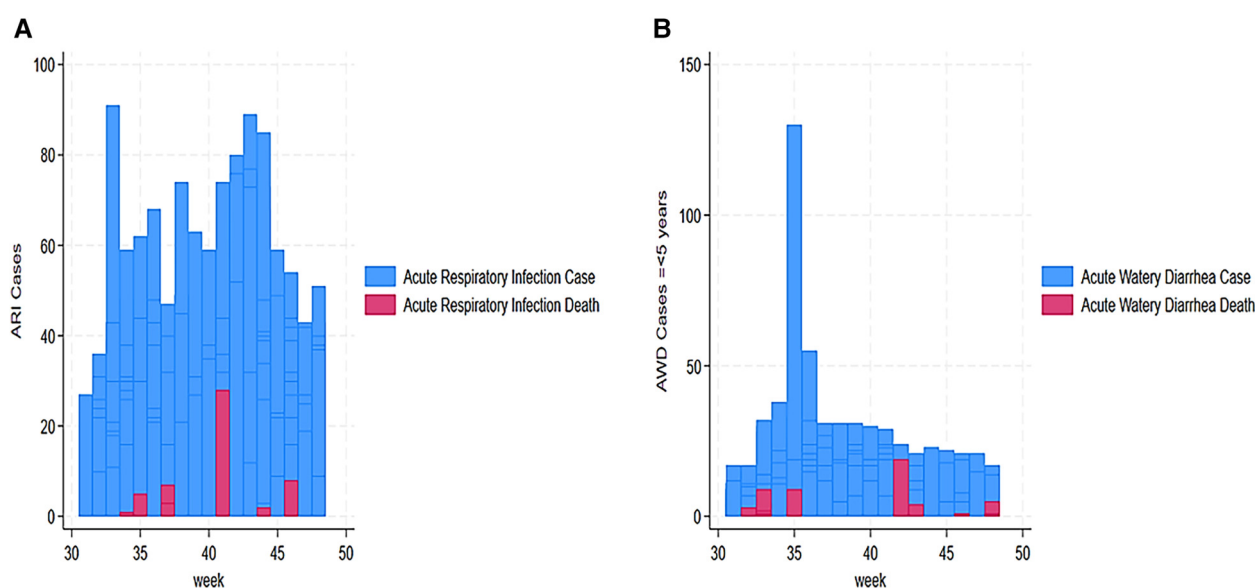 A
100
80
60
40
20
0
ARI Cases
30 35 40 45 50
week
Acute Respiratory Infection Case
Acute Respiratory Infection Death
B
150
100
50
0
AWD Cases =<5 years
30 35 40 45 50
week
Acute Watery Diarrhea Case
Acute Watery Diarrhea Death